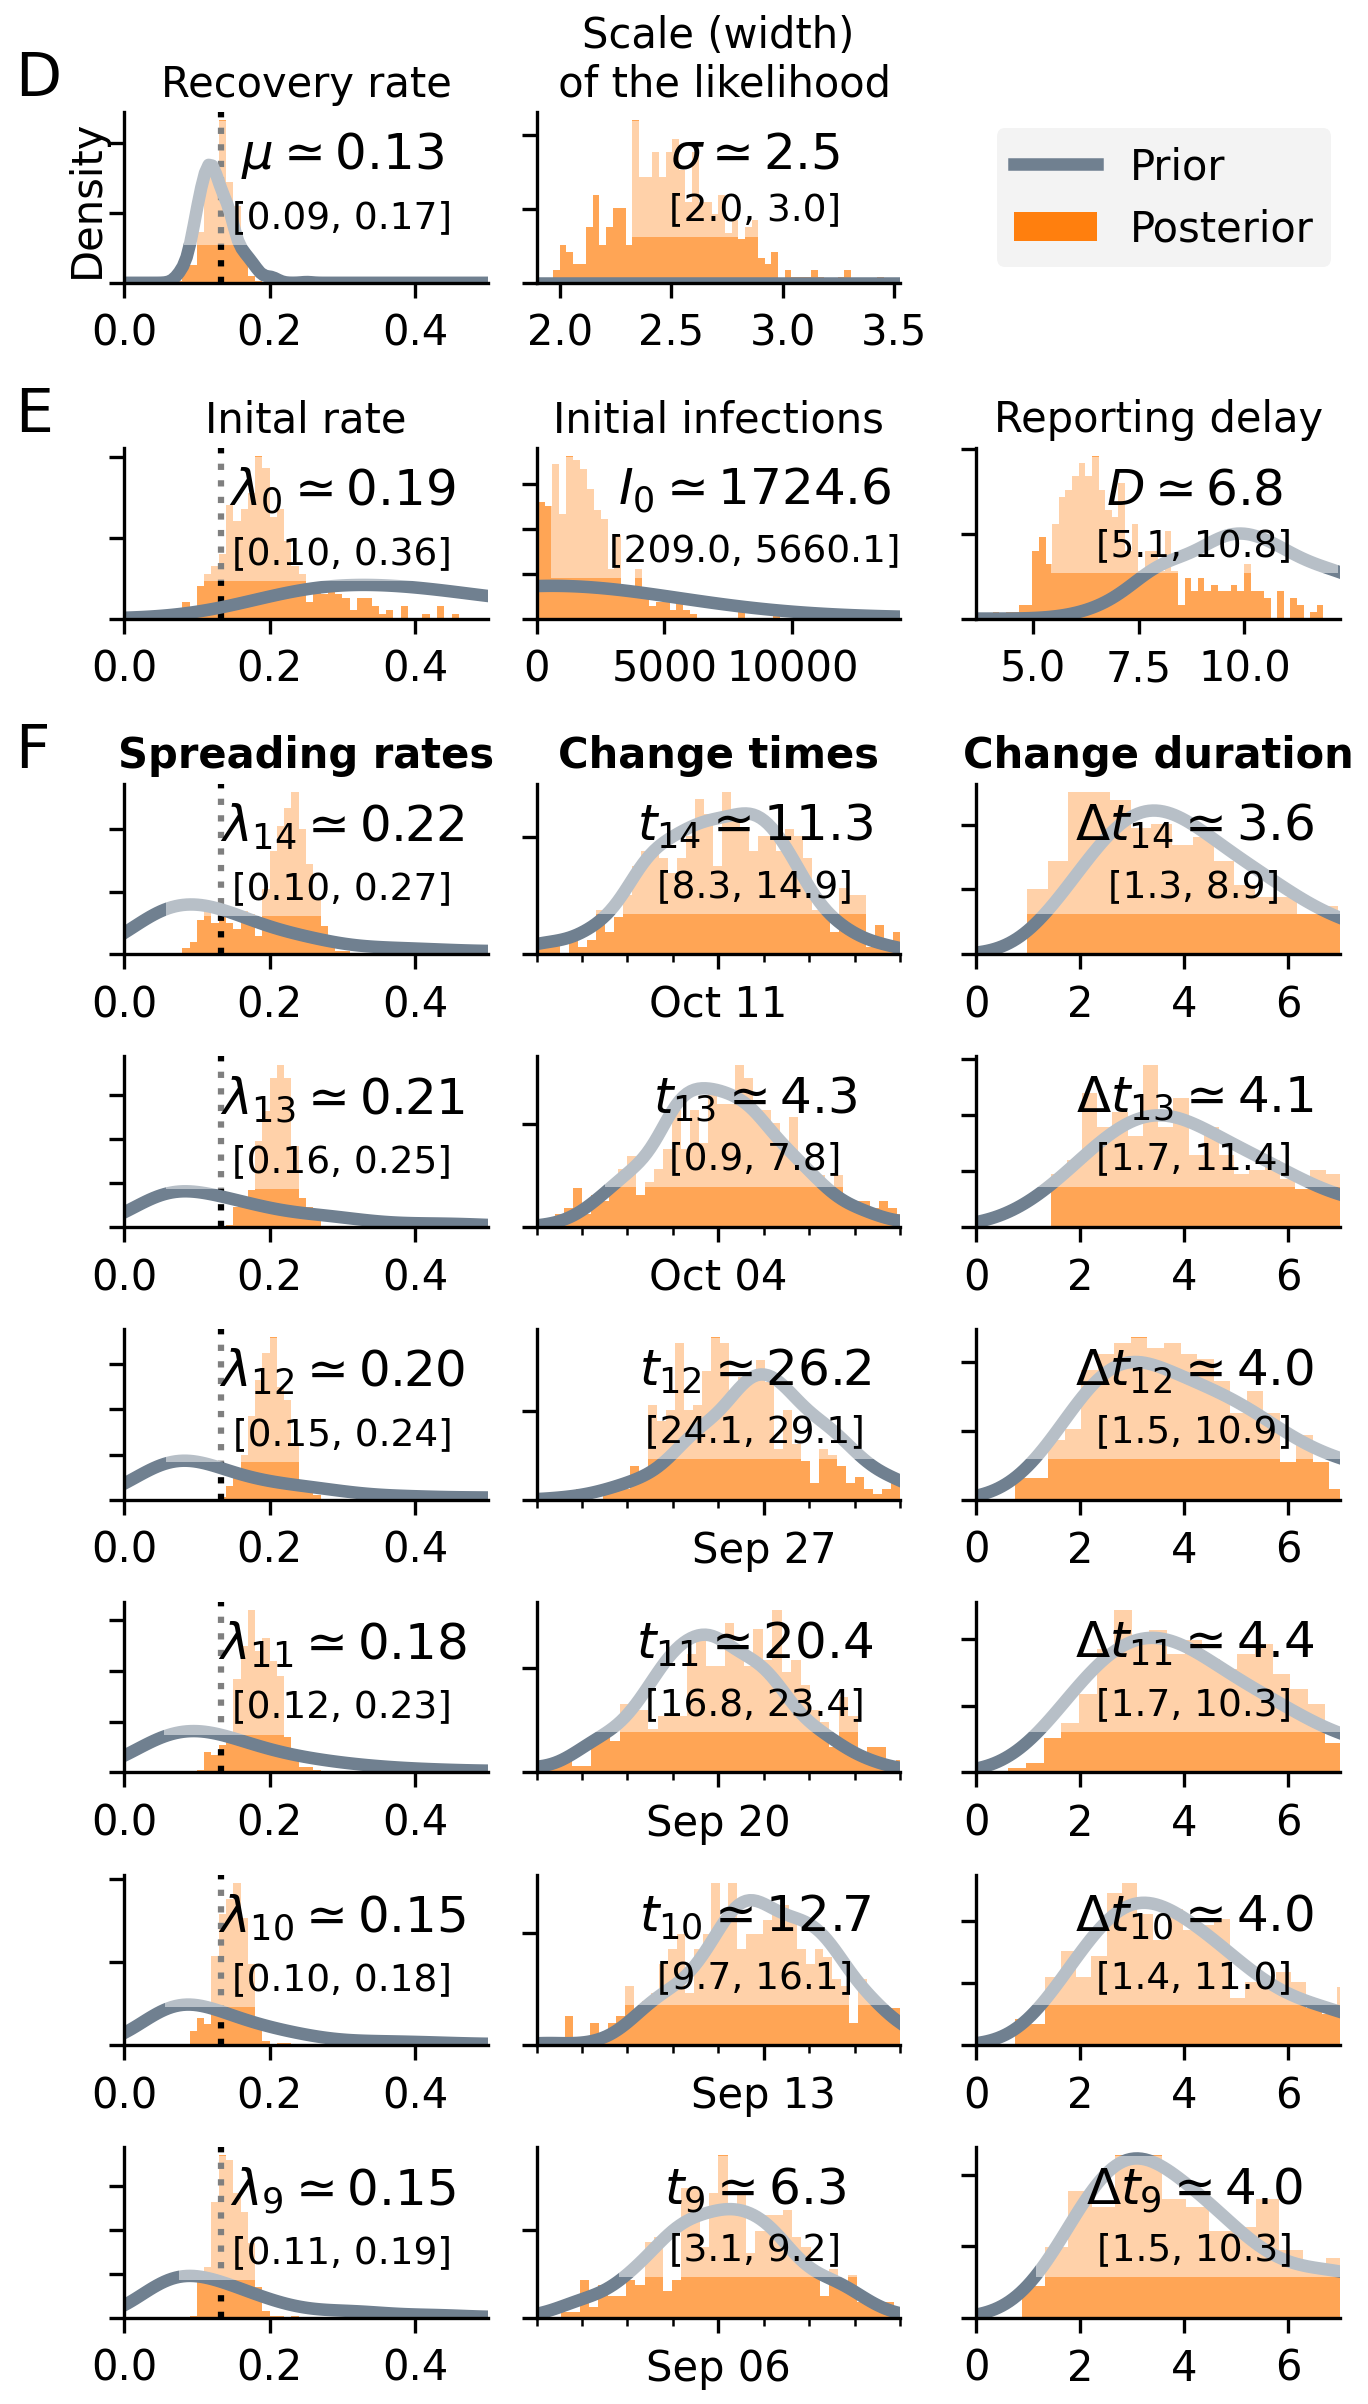 D
Recovery rate
Scale (width)
of the likelihood
Density
μ ≃ 0.13
[0.09, 0.17]
0.0 0.2 0.4
σ ≃ 2.5
[2.0, 3.0]
2.0 2.5 3.0 3.5
Prior
Posterior
E
Inital rate
λ0 ≃ 0.19
[0.10, 0.36]
0.0 0.2 0.4
Initial infections
I0 ≃ 1724.6
[209.0, 5660.1]
0 5000 10000
Reporting delay
D ≃ 6.8
[5.1, 10.8]
5.0 7.5 10.0
F
Spreading rates
Change times
Change duration
λ14 ≃ 0.22
[0.10, 0.27]
0.0 0.2 0.4
t14 ≃ 11.3
[8.3, 14.9]
Oct 11
Δt14 ≃ 3.6
[1.3, 8.9]
0 2 4 6
λ13 ≃ 0.21
[0.16, 0.25]
0.0 0.2 0.4
t13 ≃ 4.3
[0.9, 7.8]
Oct 04
Δt13 ≃ 4.1
[1.7, 11.4]
0 2 4 6
λ12 ≃ 0.20
[0.15, 0.24]
0.0 0.2 0.4
t12 ≃ 26.2
[24.1, 29.1]
Sep 27
Δt12 ≃ 4.0
[1.5, 10.9]
0 2 4 6
λ11 ≃ 0.18
[0.12, 0.23]
0.0 0.2 0.4
t11 ≃ 20.4
[16.8, 23.4]
Sep 20
Δt11 ≃ 4.4
[1.7, 10.3]
0 2 4 6
λ10 ≃ 0.15
[0.10, 0.18]
0.0 0.2 0.4
t10 ≃ 12.7
[9.7, 16.1]
Sep 13
Δt10 ≃ 4.0
[1.4, 11.0]
0 2 4 6
λ9 ≃ 0.15
[0.11, 0.19]
0.0 0.2 0.4
t9 ≃ 6.3
[3.1, 9.2]
Sep 06
Δt9 ≃ 4.0
[1.5, 10.3]
0 2 4 6